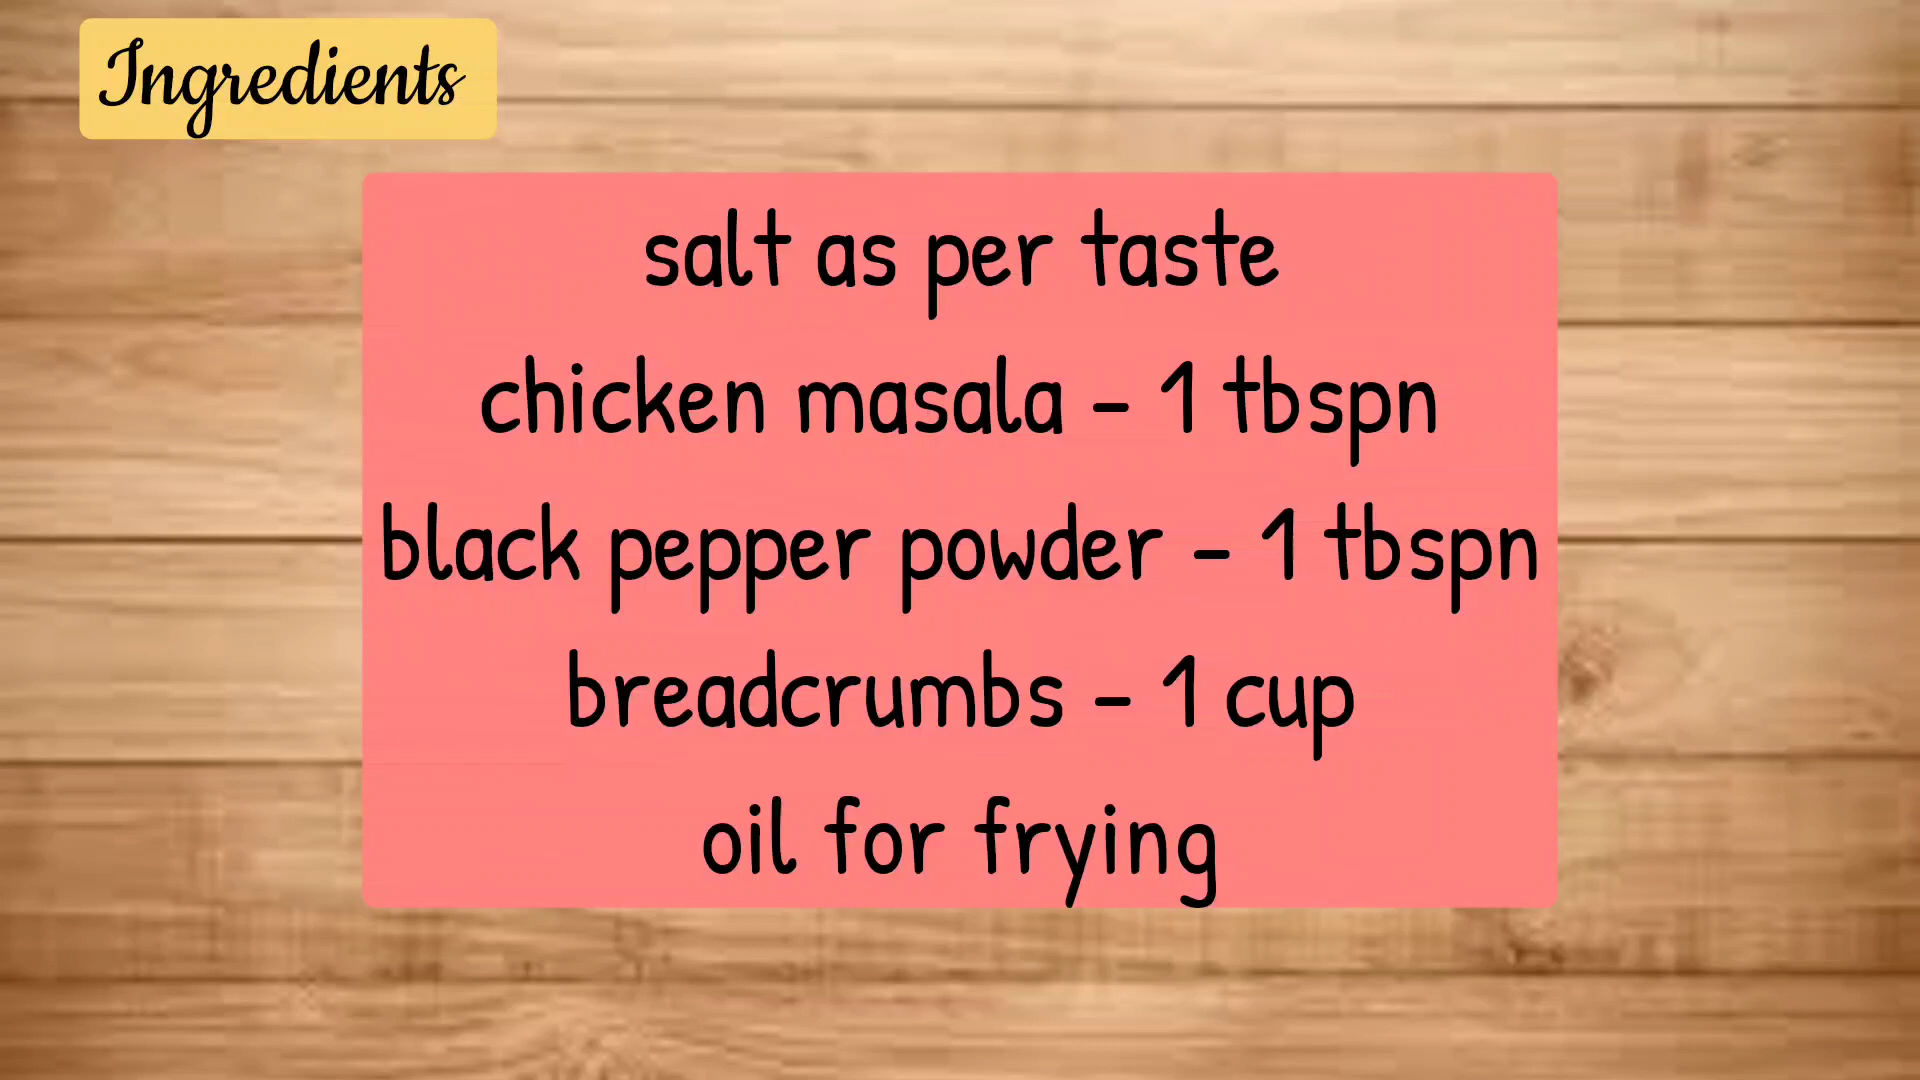 Ingredients
salt as per taste
chicken masala - 1 tbspn
black pepper powder - 1 tbspn
breadcrumbs - 1 cup
oil for frying